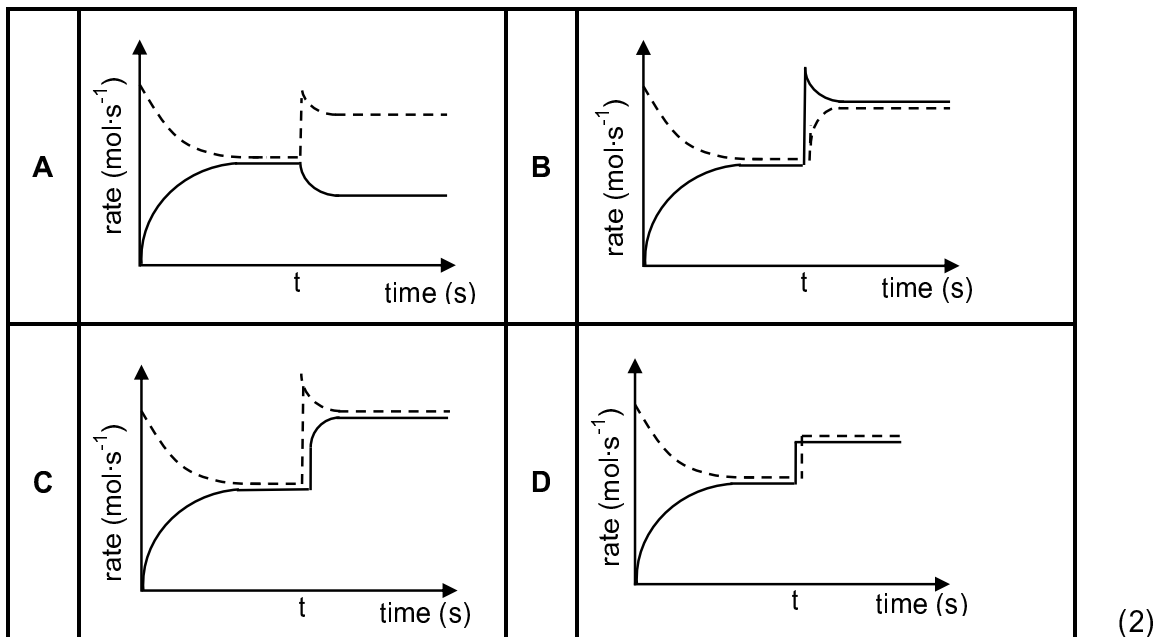 A
rate (mol·s⁻¹)
t
time (s)
B
rate (mol·s⁻¹)
t
time (s)
C
rate (mol·s⁻¹)
t
time (s)
D
rate (mol·s⁻¹)
t
time (s)
(2)